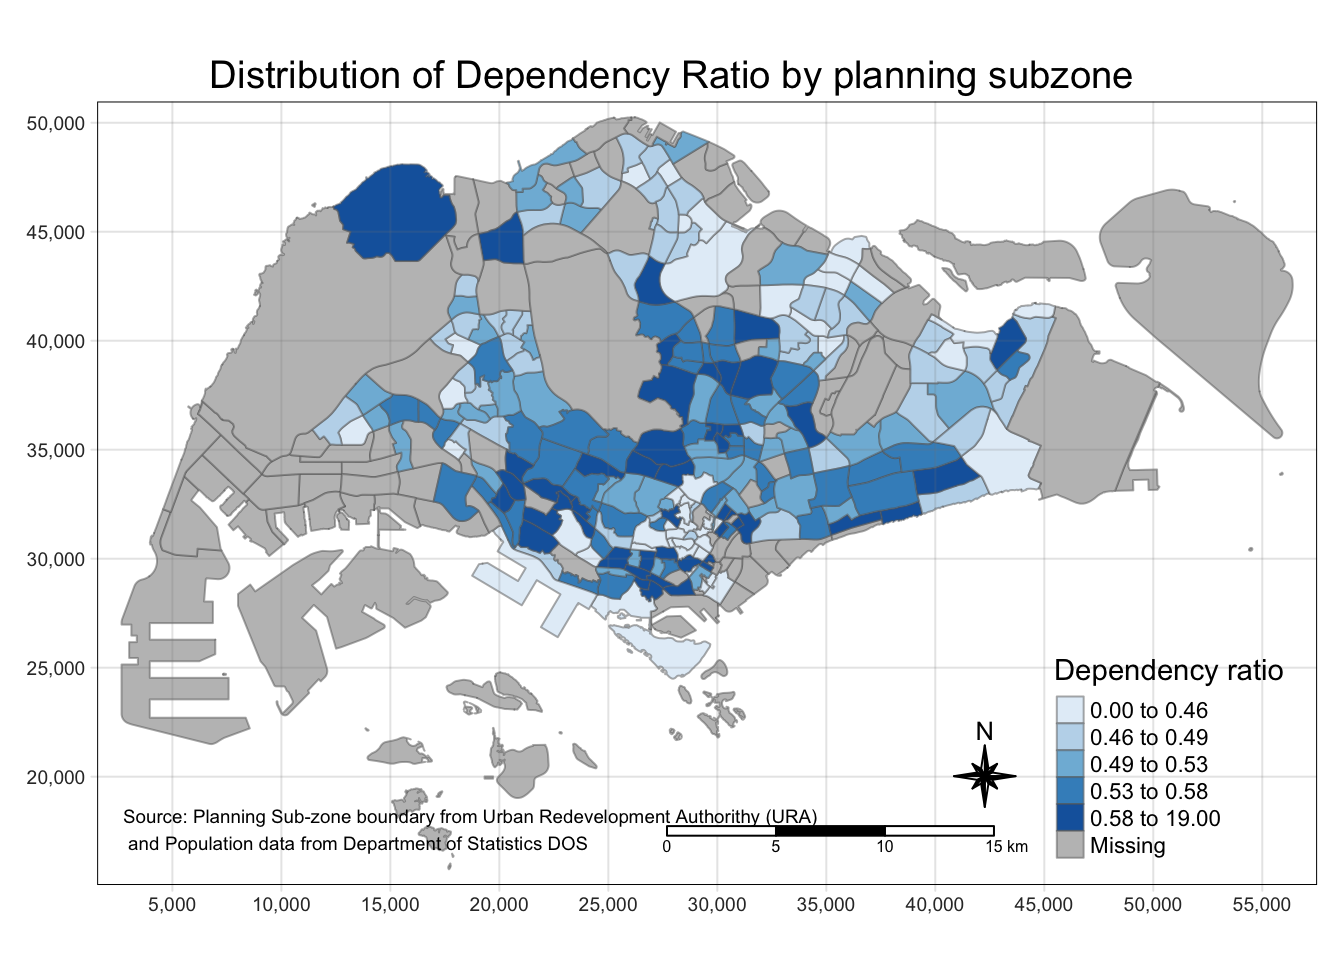 Distribution of Dependency Ratio by planning subzone
50,000
45,000
40,000
35,000
30,000
25,000
20,000
Dependency ratio
0.00 to 0.46
0.46 to 0.49
0.49 to 0.53
0.53 to 0.58
0.58 to 19.00
Missing
N
Source: Planning Sub-zone boundary from Urban Redevelopment Authorithy (URA)
and Population data from Department of Statistics DOS
0 5 10 15 km
5,000 10,000 15,000 20,000 25,000 30,000 35,000 40,000 45,000 50,000 55,000